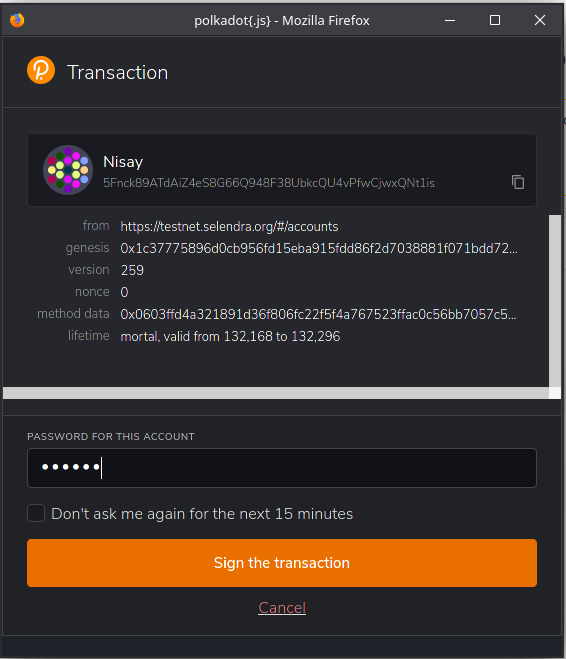 polkadot{.js} - Mozilla Firefox
Transaction
Nisay
5Fnck89ATdAiZ4eS8G66Q948F38UbkcQU4vPfwCjwxQNt1is
from https://testnet.selendra.org/#/accounts
genesis 0x1c37775896d0cb956fd15eba915fdd86f2d7038881f071bdd72...
version 259
nonce 0
method data 0x0603ffd4a321891d36f806fc22f5f4a767523ffac0c56bb7057c5...
lifetime mortal, valid from 132,168 to 132,296
PASSWORD FOR THIS ACCOUNT
••••••
Don't ask me again for the next 15 minutes
Sign the transaction
Cancel